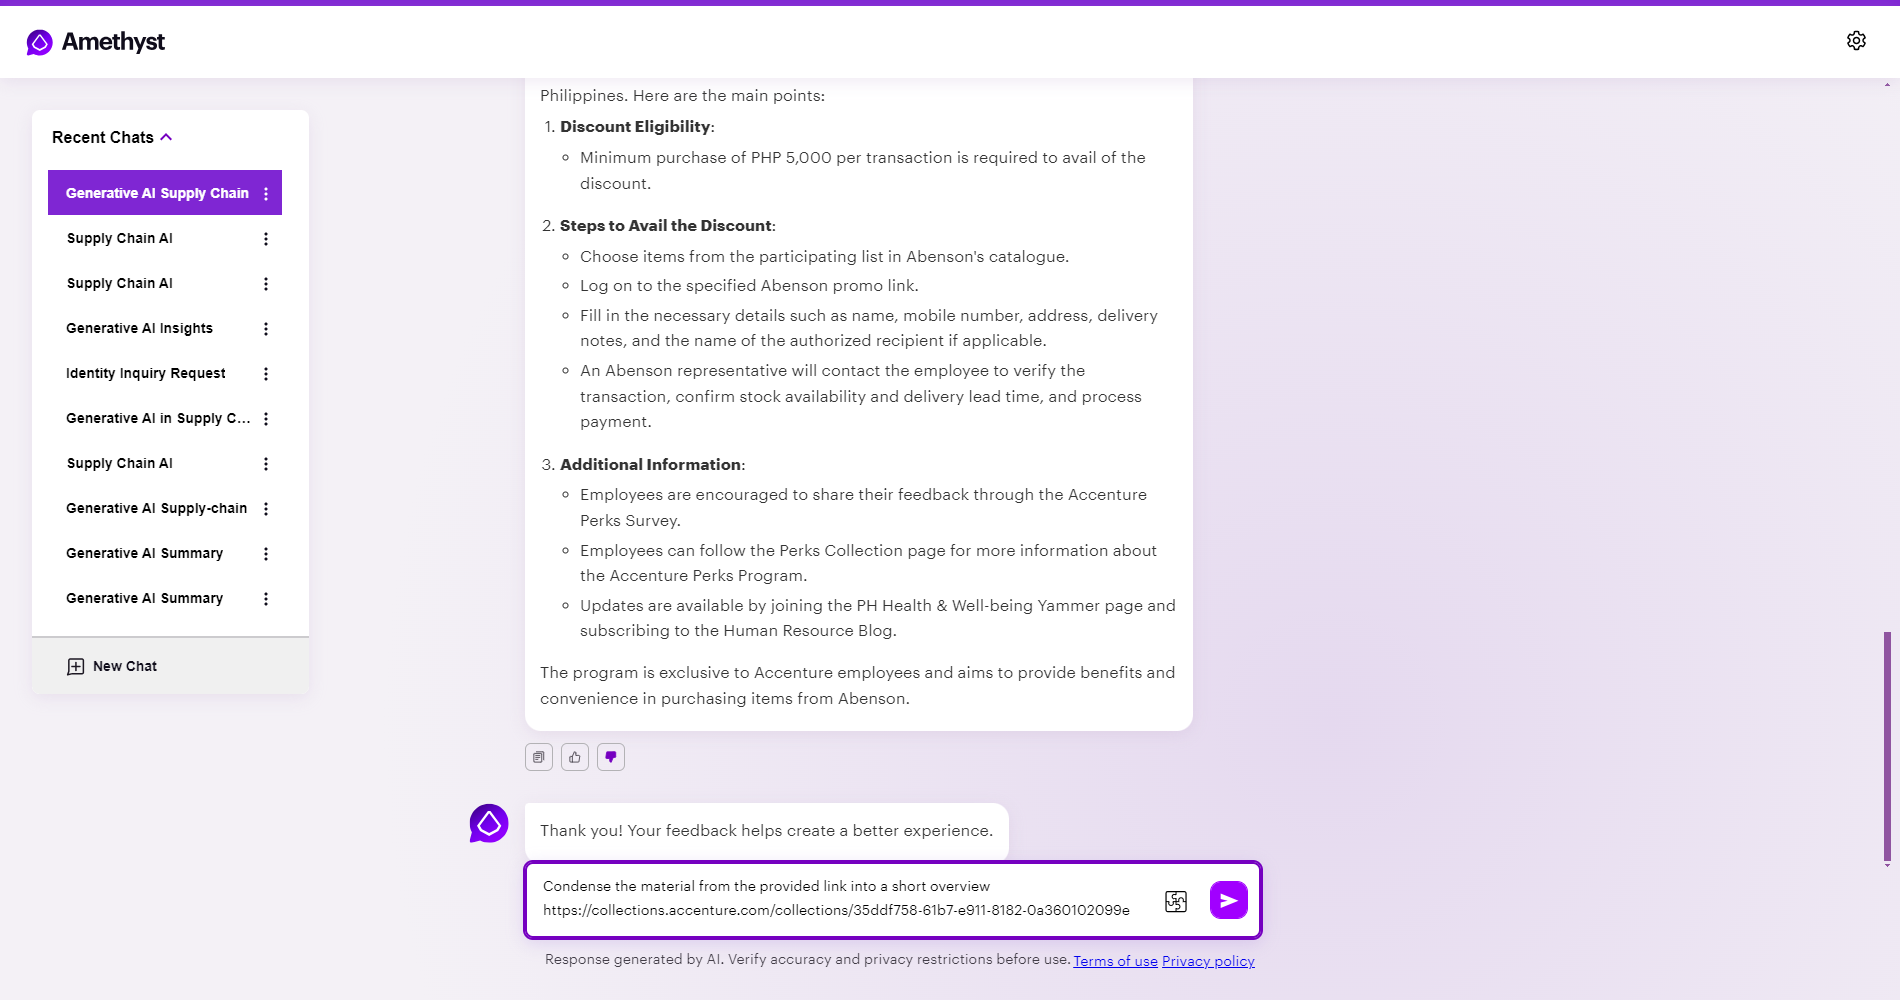 Amethyst
Recent Chats
Generative AI Supply Chain
Supply Chain AI
Supply Chain AI
Generative AI Insights
Identity Inquiry Request
Generative AI in Supply C...
Supply Chain AI
Generative AI Supply-chain
Generative AI Summary
Generative AI Summary
New Chat
Philippines. Here are the main points:
1. Discount Eligibility:
Minimum purchase of PHP 5,000 per transaction is required to avail of the
discount.
2. Steps to Avail the Discount:
Choose items from the participating list in Abenson's catalogue.
Log on to the specified Abenson promo link.
Fill in the necessary details such as name, mobile number, address, delivery
notes, and the name of the authorized recipient if applicable.
An Abenson representative will contact the employee to verify the
transaction, confirm stock availability and delivery lead time, and process
payment.
3. Additional Information:
Employees are encouraged to share their feedback through the Accenture
Perks Survey.
Employees can follow the Perks Collection page for more information about
the Accenture Perks Program.
Updates are available by joining the PH Health & Well-being Yammer page and
subscribing to the Human Resource Blog.
The program is exclusive to Accenture employees and aims to provide benefits and
convenience in purchasing items from Abenson.
Thank you! Your feedback helps create a better experience.
Condense the material from the provided link into a short overview
https://collections.accenture.com/collections/35ddf758-61b7-e911-8182-0a360102099e
Response generated by AI. Verify accuracy and privacy restrictions before use. Terms of use Privacy policy